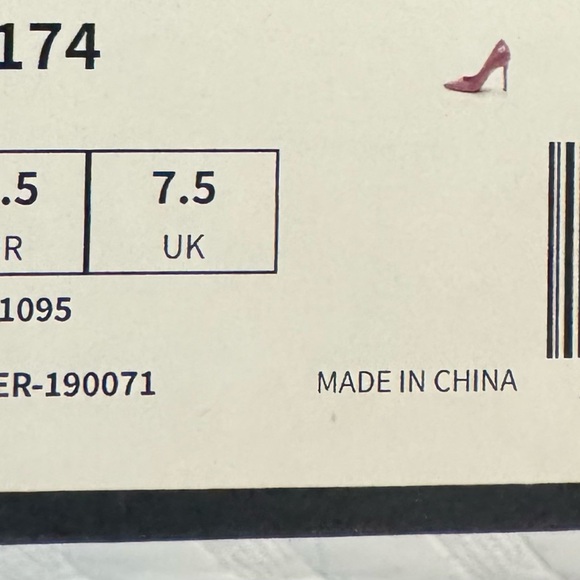 174
.5 7.5
R UK
1095
ER-190071
MADE IN CHINA